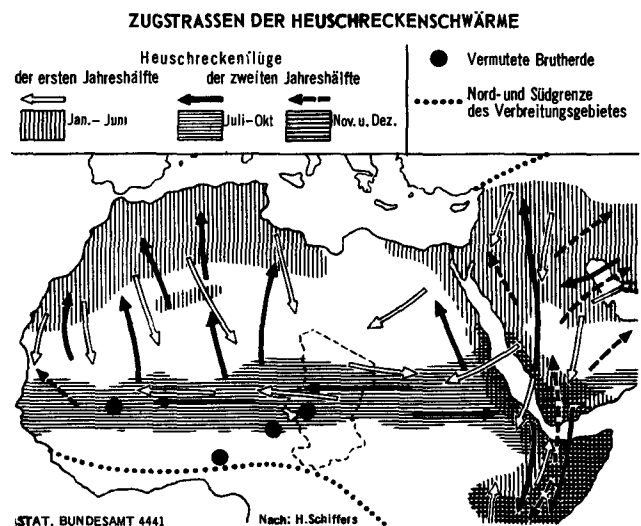 ZUGSTRASSEN DER HEUSCHRECKENSCHWÄRME
Heuschreckenflüge
der ersten Jahreshälfte
der zweiten Jahreshälfte
Jan.– Juni
Juli–Okt
Nov. u. Dez.
Vermutete Brutherde
Nord- und Südgrenze
des Verbreitungsgebietes
STAT. BUNDESAMT 4441
Nach: H.Schiffers